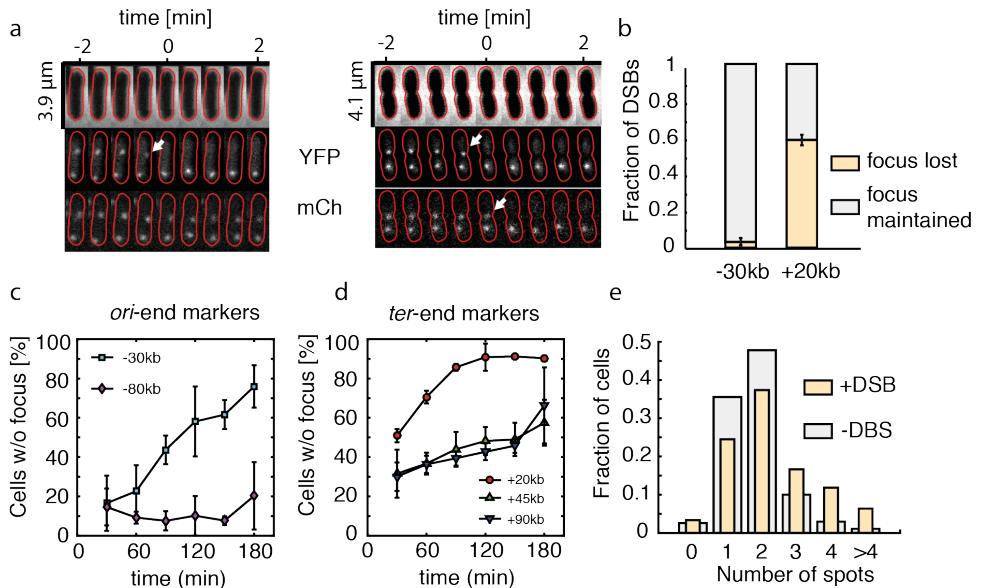 a
time [min]
-2 0 2
3.9 µm
time [min]
-2 0 2
4.1 µm
YFP
mCh
b
Fraction of DSBs
1
0.8
0.6
0.4
0.2
0
-30kb +20kb
focus lost
focus
maintained
c
ori-end markers
Cells w/o focus [%]
100
80
60
40
20
0
0 60 120 180
time (min)
-30kb
-80kb
d
ter-end markers
Cells w/o focus [%]
100
80
60
40
20
0
0 60 120 180
time (min)
+20kb
+45kb
+90kb
e
Fraction of cells
0.5
0.4
0.3
0.2
0.1
0
0 1 2 3 4 >4
Number of spots
+DSB
-DBS